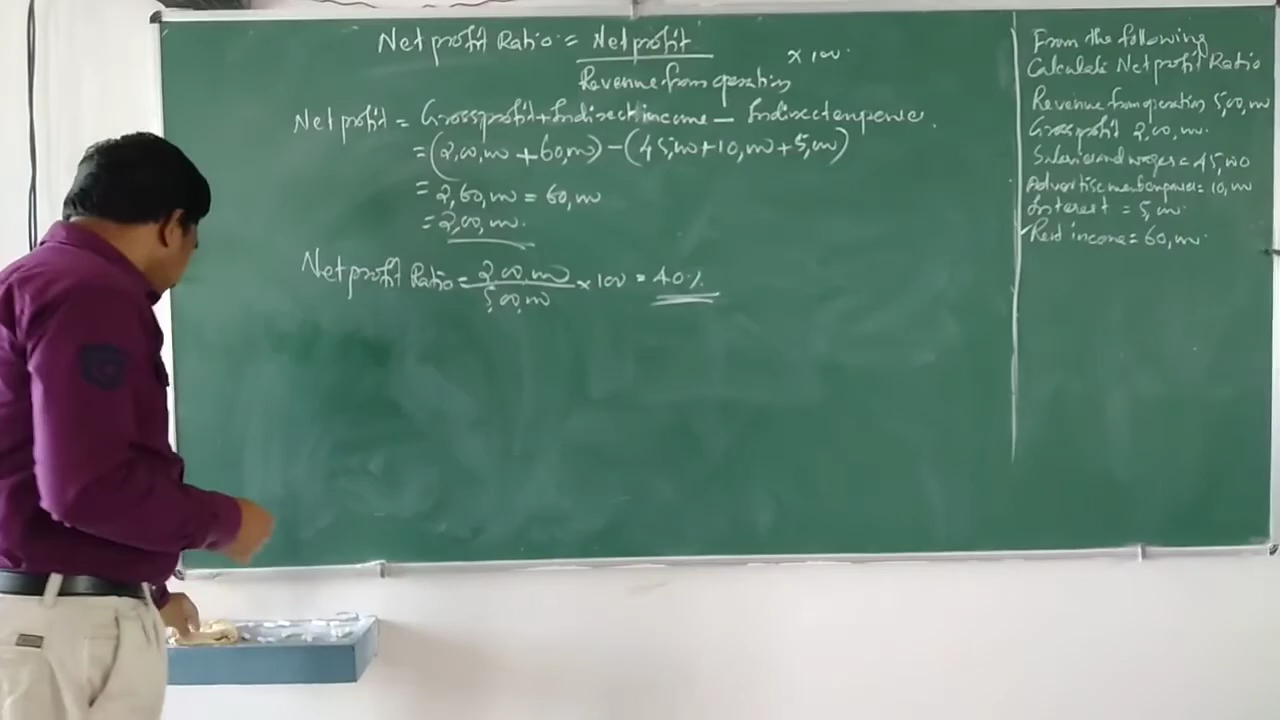 Net profit Ratio = Net profit × 100
Revenue from operating
Net profit = Gross profit + Indirect income - Indirect expence.
= (2,00,000 + 60,000) - (45,000 + 10,000 + 5,000)
= 2,60,000 = 60,000
= 2,00,000.
Net profit Ratio = 2,00,000 × 100 = 40%
5,00,000
From the following
Calculate Net profit Ratio
Revenue from operating 5,00,000
Gross profit 2,00,000.
Salaries and wages = 45,000
Advertisement expence = 10,000
Interest = 5,000
Rent income = 60,000.